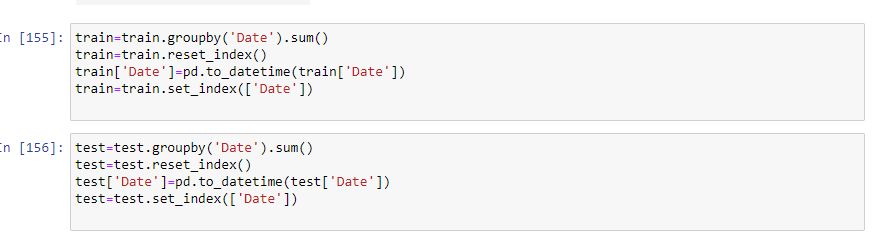 In [155]:
train=train.groupby('Date').sum()
train=train.reset_index()
train['Date']=pd.to_datetime(train['Date'])
train=train.set_index(['Date'])
In [156]:
test=test.groupby('Date').sum()
test=test.reset_index()
test['Date']=pd.to_datetime(test['Date'])
test=test.set_index(['Date'])